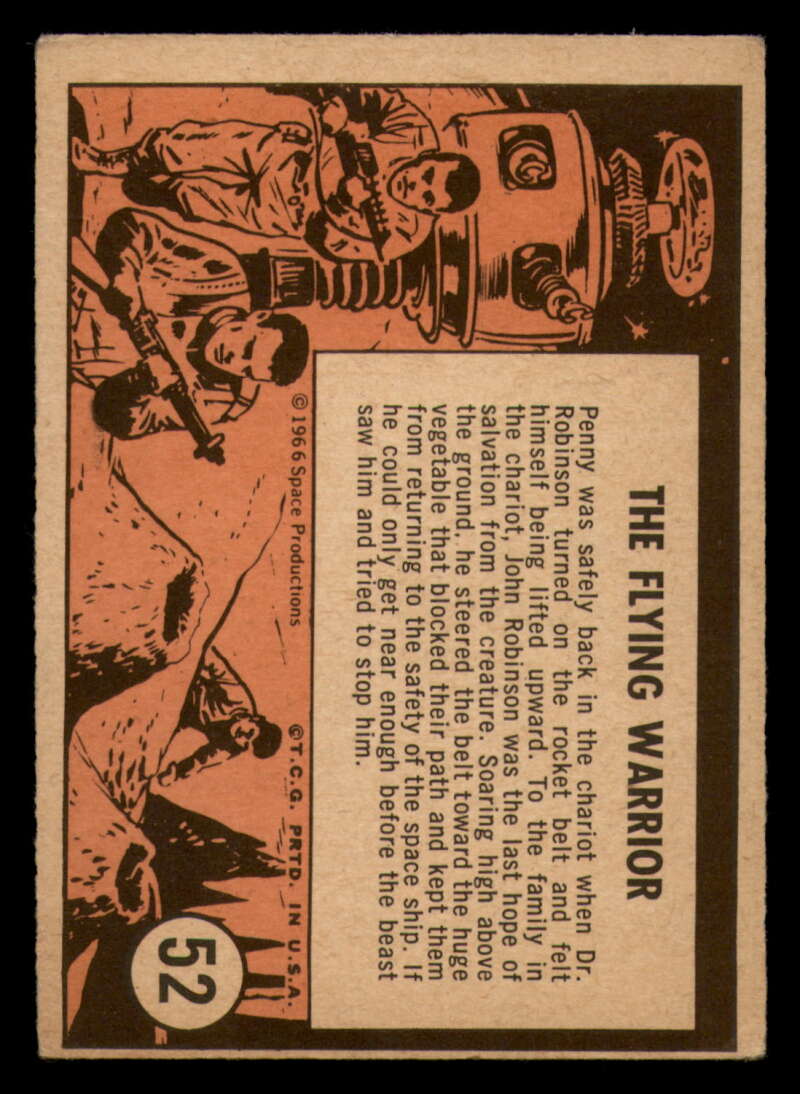 THE FLYING WARRIOR
Penny was safely back in the chariot when Dr.
Robinson turned on the rocket belt and felt
himself being lifted upward. To the family in
the chariot, John Robinson was the last hope of
salvation from the creature. Soaring high above
the ground, he steered the belt toward the huge
vegetable that blocked their path and kept them
from returning to the safety of the space ship. If
he could only get near enough before the beast
saw him and tried to stop him.
©1966 Space Productions
©T.C.G. PRTD. IN U.S.A.
52